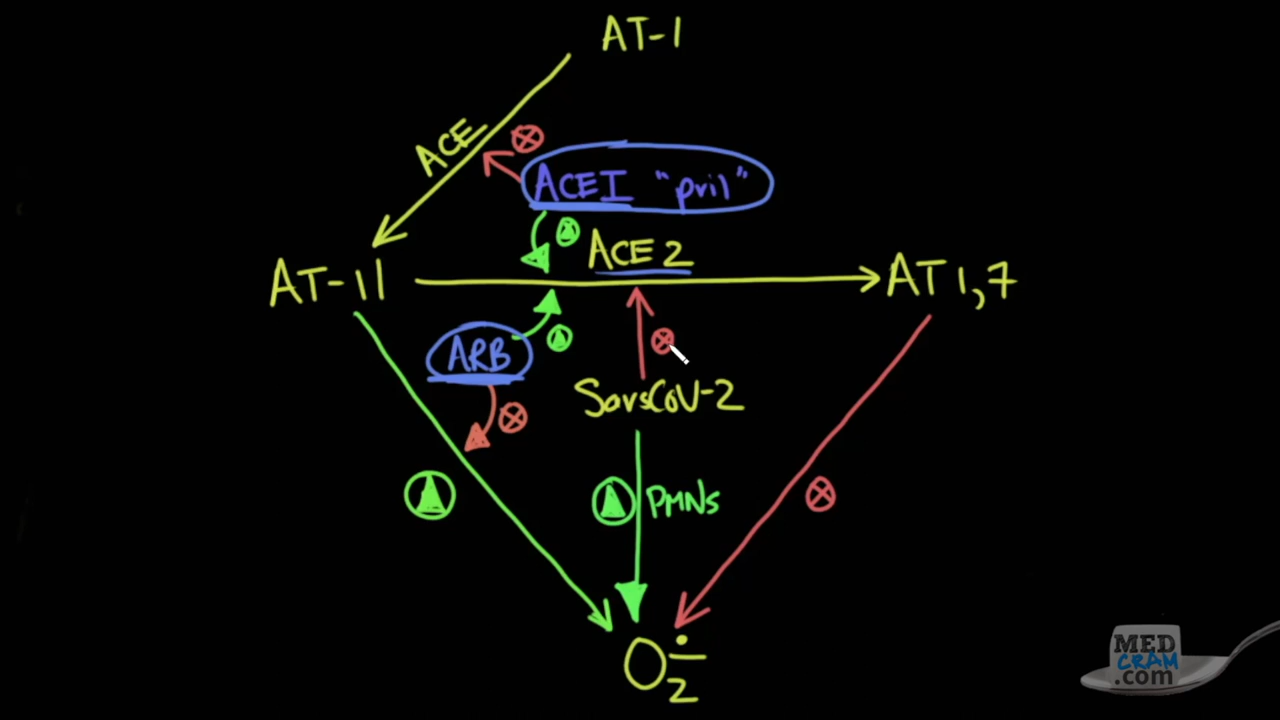 AT-1
ACE
ACEI "pril"
ACE 2
AT-11
AT 1,7
ARB
SarsCoV-2
PMNs
O₂∸
MED
CRAM
.com